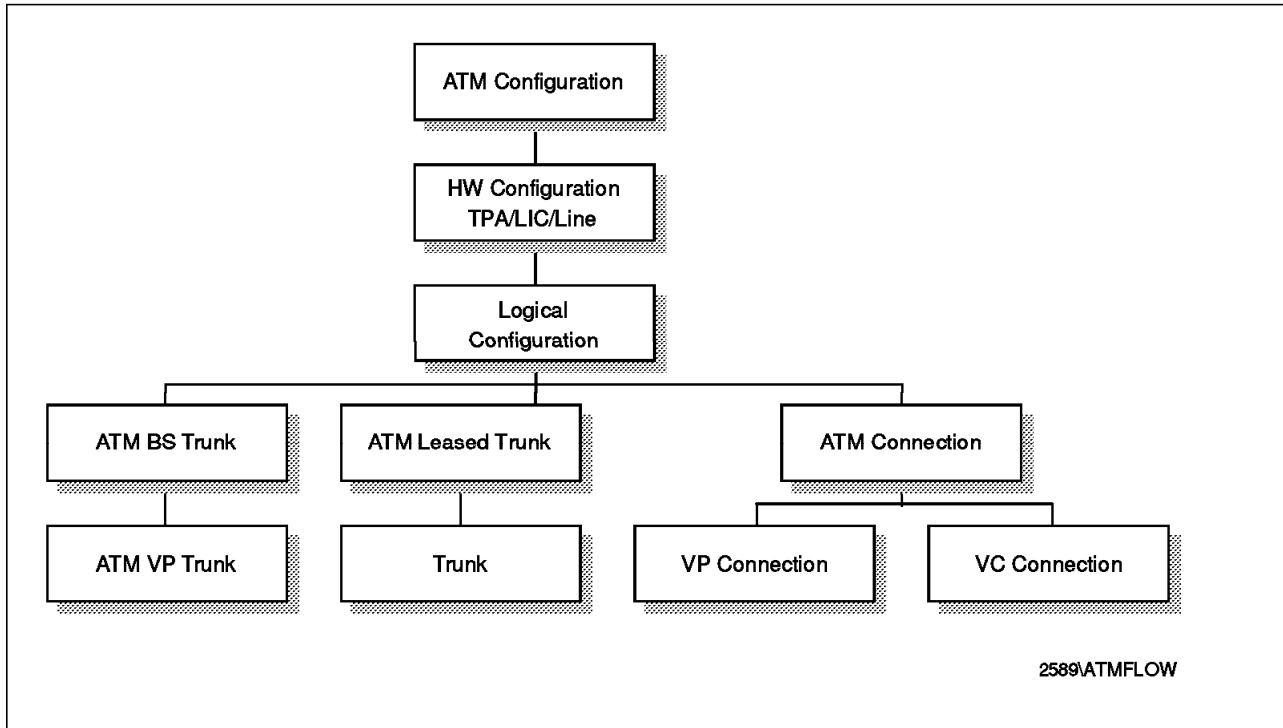 ATM Configuration
HW Configuration
TPA/LIC/Line
Logical
Configuration
ATM BS Trunk
ATM Leased Trunk
ATM Connection
ATM VP Trunk
Trunk
VP Connection
VC Connection
2589\ATMFLOW